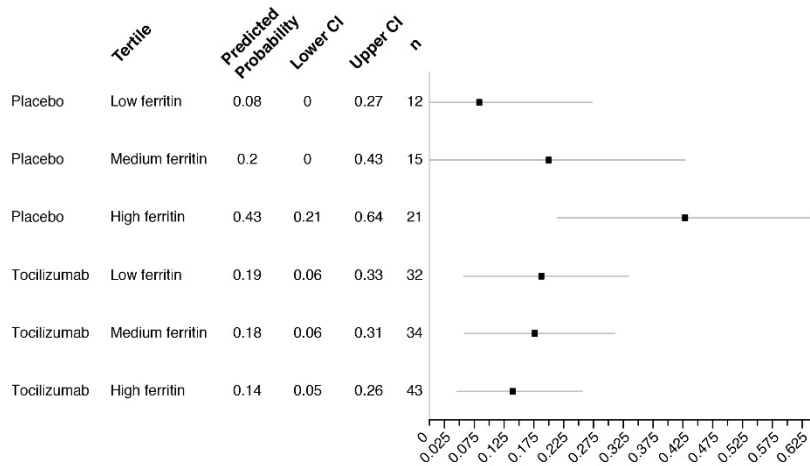 Tertile Predicted Probability Lower CI Upper CI n
Placebo Low ferritin 0.08 0 0.27 12
Placebo Medium ferritin 0.2 0 0.43 15
Placebo High ferritin 0.43 0.21 0.64 21
Tocilizumab Low ferritin 0.19 0.06 0.33 32
Tocilizumab Medium ferritin 0.18 0.06 0.31 34
Tocilizumab High ferritin 0.14 0.05 0.26 43
0 0.025 0.075 0.125 0.175 0.225 0.275 0.325 0.375 0.425 0.475 0.525 0.575 0.625